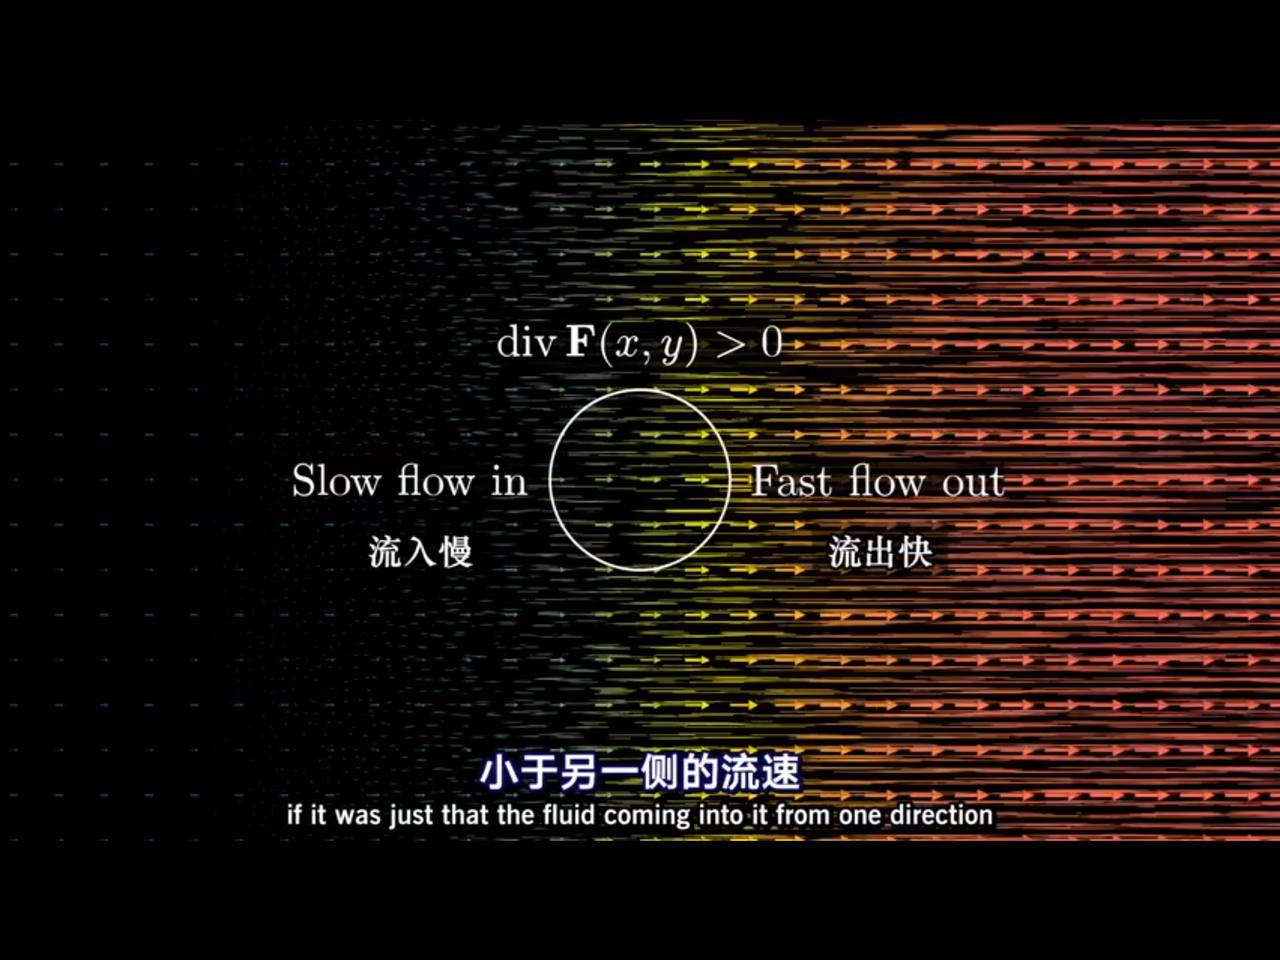 div F(x, y) > 0
Slow flow in
Fast flow out
流入慢
流出快
小于另一侧的流速
if it was just that the fluid coming into it from one direction